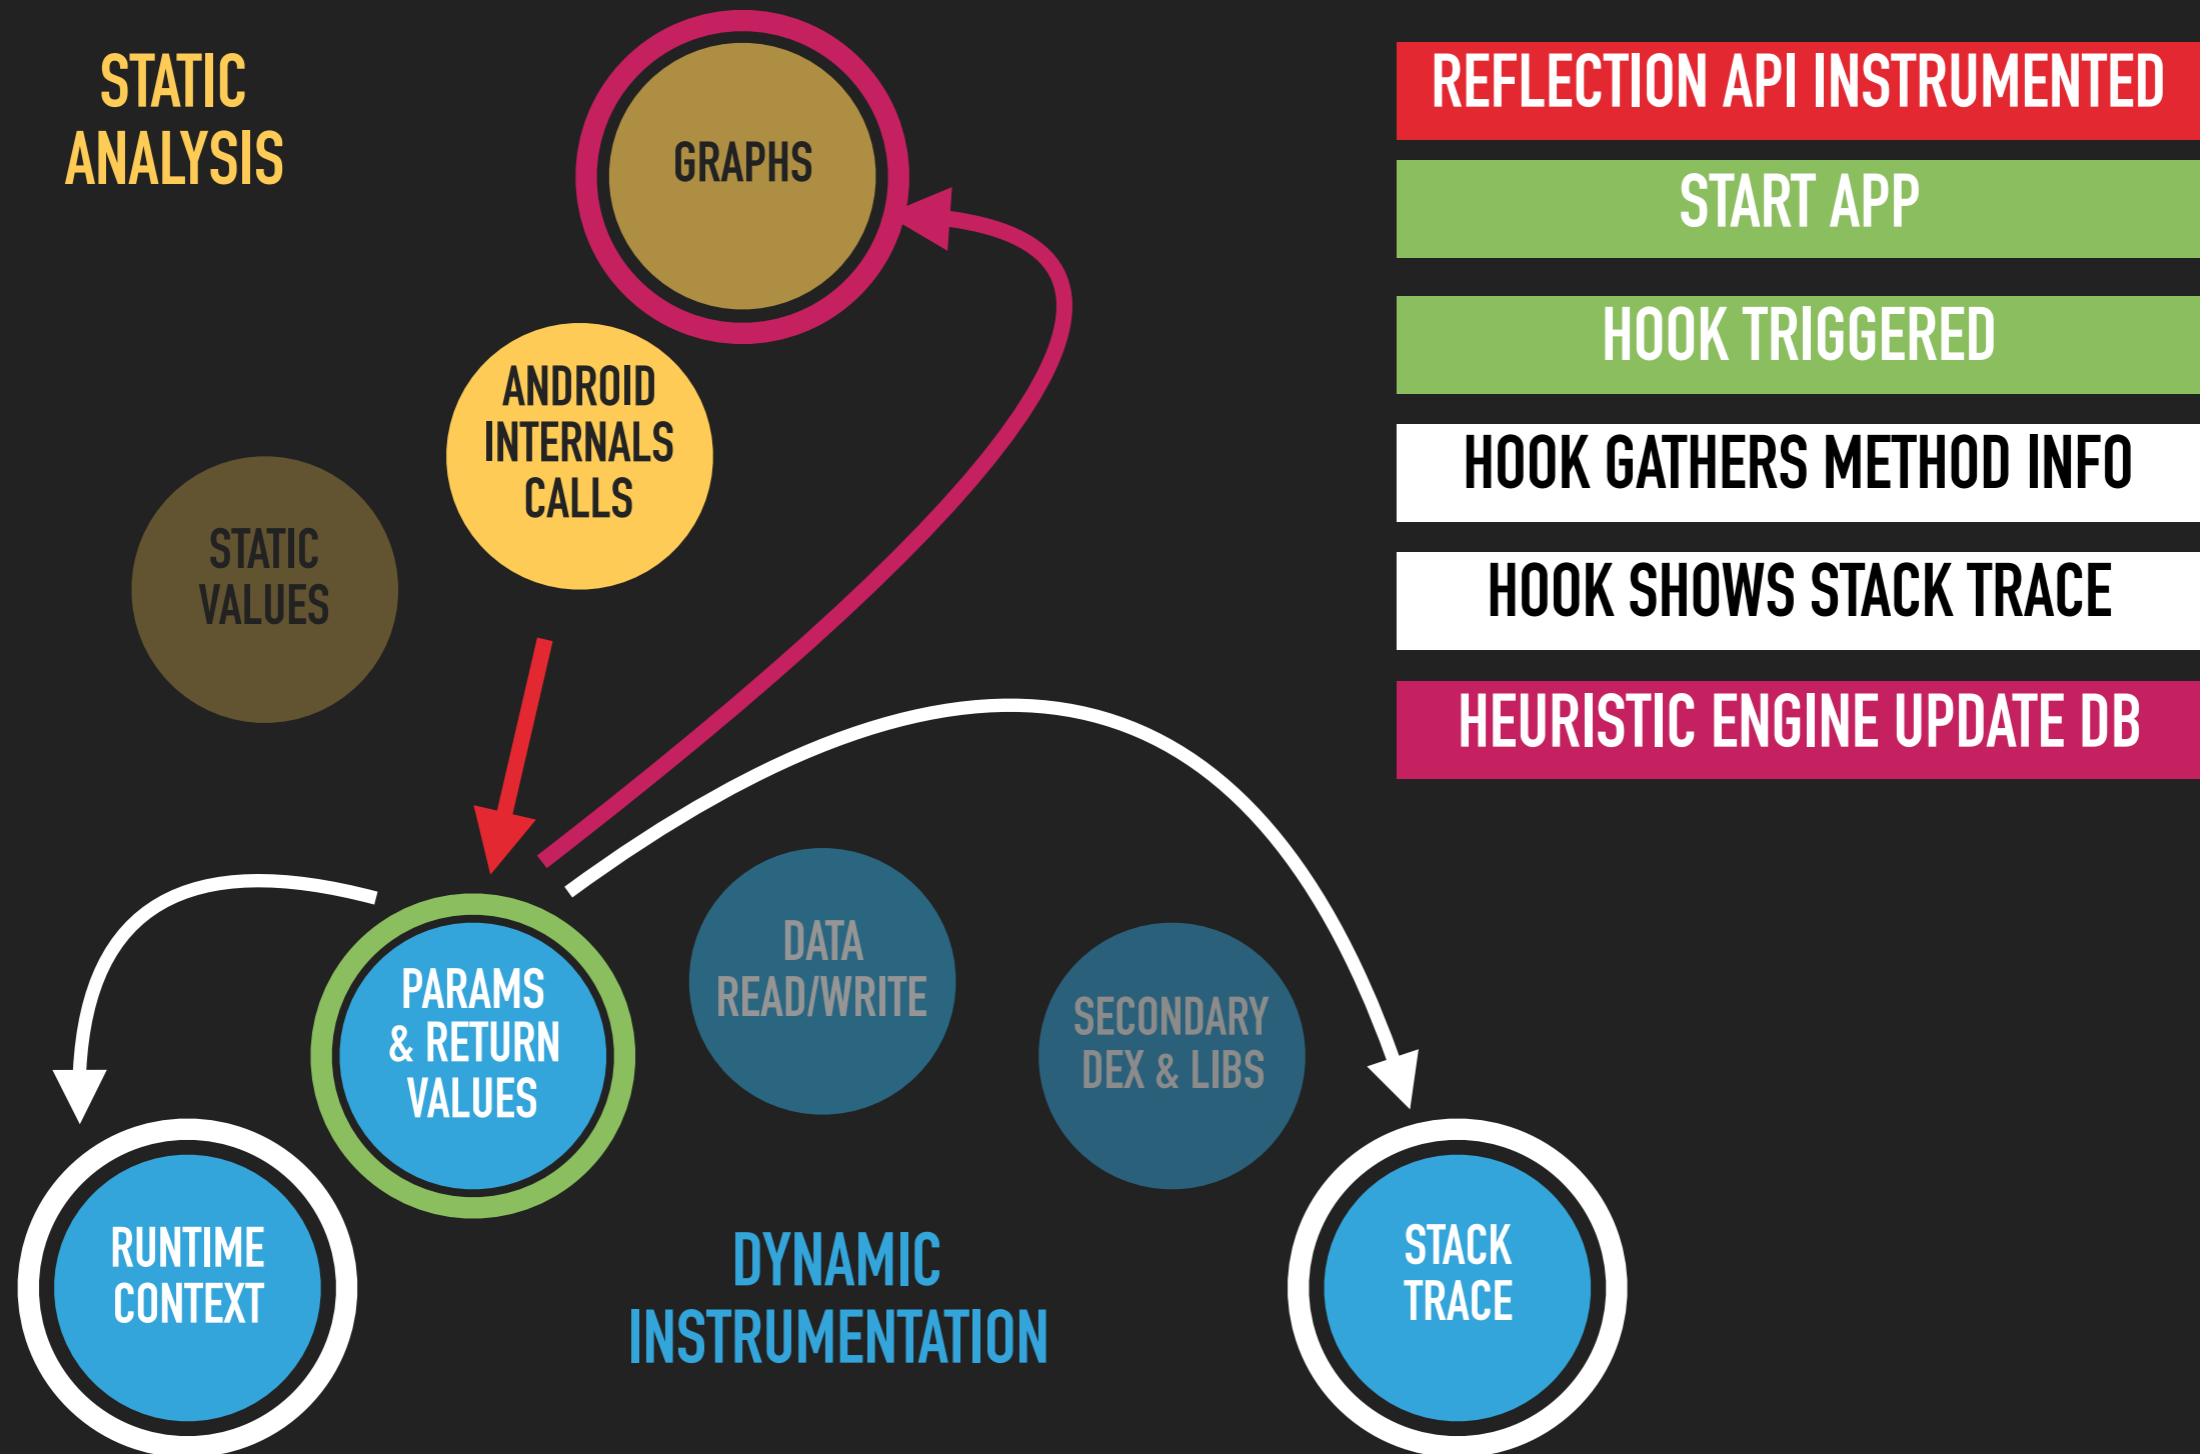 STATIC
ANALYSIS
GRAPHS
ANDROID
INTERNALS
CALLS
STATIC
VALUES
PARAMS
& RETURN
VALUES
DATA
READ/WRITE
SECONDARY
DEX & LIBS
RUNTIME
CONTEXT
STACK
TRACE
DYNAMIC
INSTRUMENTATION
REFLECTION API INSTRUMENTED
START APP
HOOK TRIGGERED
HOOK GATHERS METHOD INFO
HOOK SHOWS STACK TRACE
HEURISTIC ENGINE UPDATE DB